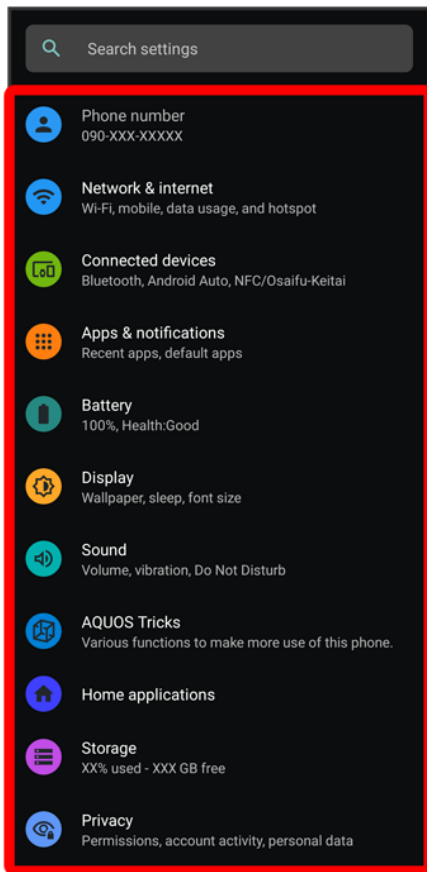 Search settings
Phone number
090-XXX-XXXXX
Network & internet
Wi-Fi, mobile, data usage, and hotspot
Connected devices
Bluetooth, Android Auto, NFC/Osaifu-Keitai
Apps & notifications
Recent apps, default apps
Battery
100%, Health:Good
Display
Wallpaper, sleep, font size
Sound
Volume, vibration, Do Not Disturb
AQUOS Tricks
Various functions to make more use of this phone.
Home applications
Storage
XX% used - XXX GB free
Privacy
Permissions, account activity, personal data